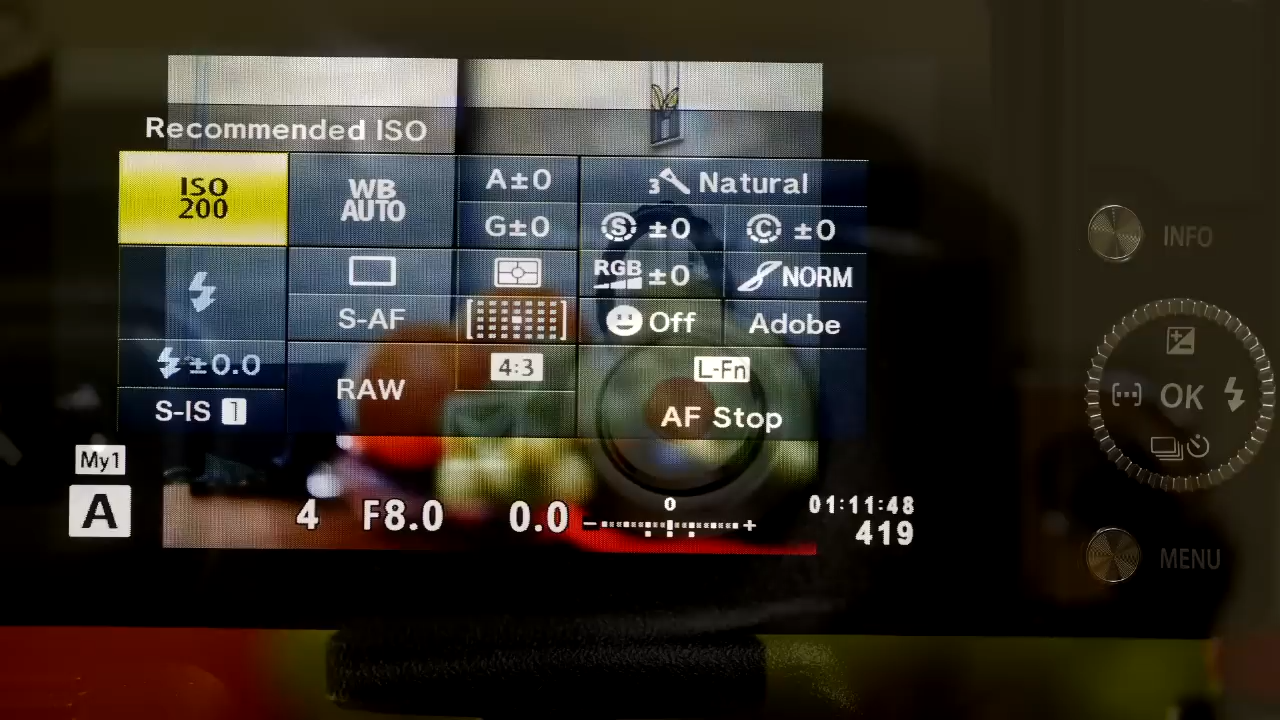 Recommended ISO
ISO 200
WB AUTO
A±0
G±0
3 Natural
S ±0
C ±0
RGB ±0
NORM
S-AF
Off
Adobe
±0.0
RAW
4:3
L-Fn
AF Stop
S-IS 1
My1
A
4 F8.0 0.0 − 0 +
01:11:48
419
INFO
OK
MENU